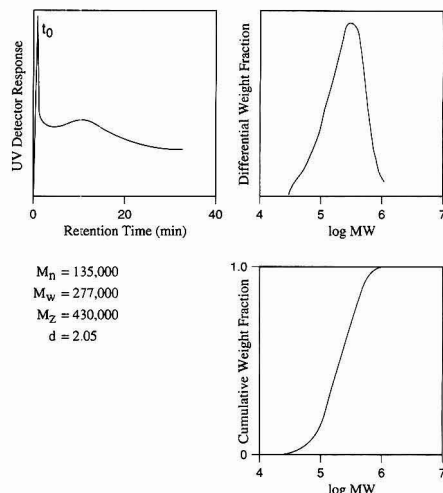 t0
UV Detector Response
0
20
40
Retention Time (min)
Differential Weight Fraction
4
5
6
7
log MW
Mn = 135,000
Mw = 277,000
MZ = 430,000
d = 2.05
1.0
Cumulative Weight Fraction
0
4
5
6
7
log MW